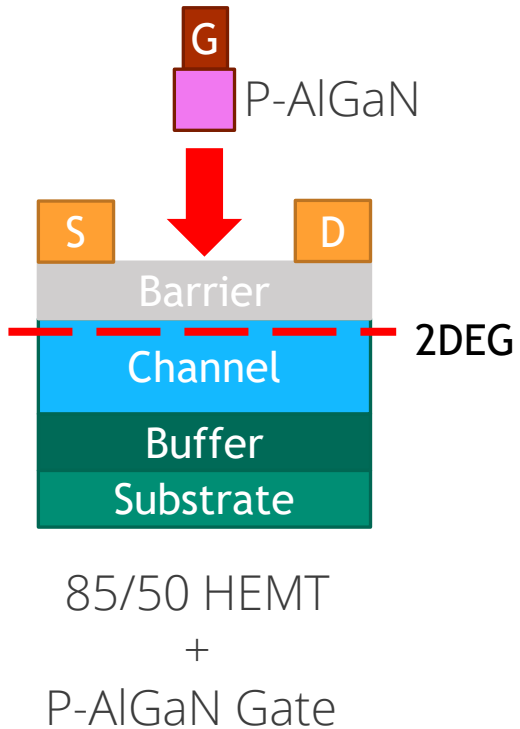 G
P-AlGaN
S
D
Barrier
2DEG
Channel
Buffer
Substrate
85/50 HEMT
+
P-AlGaN Gate